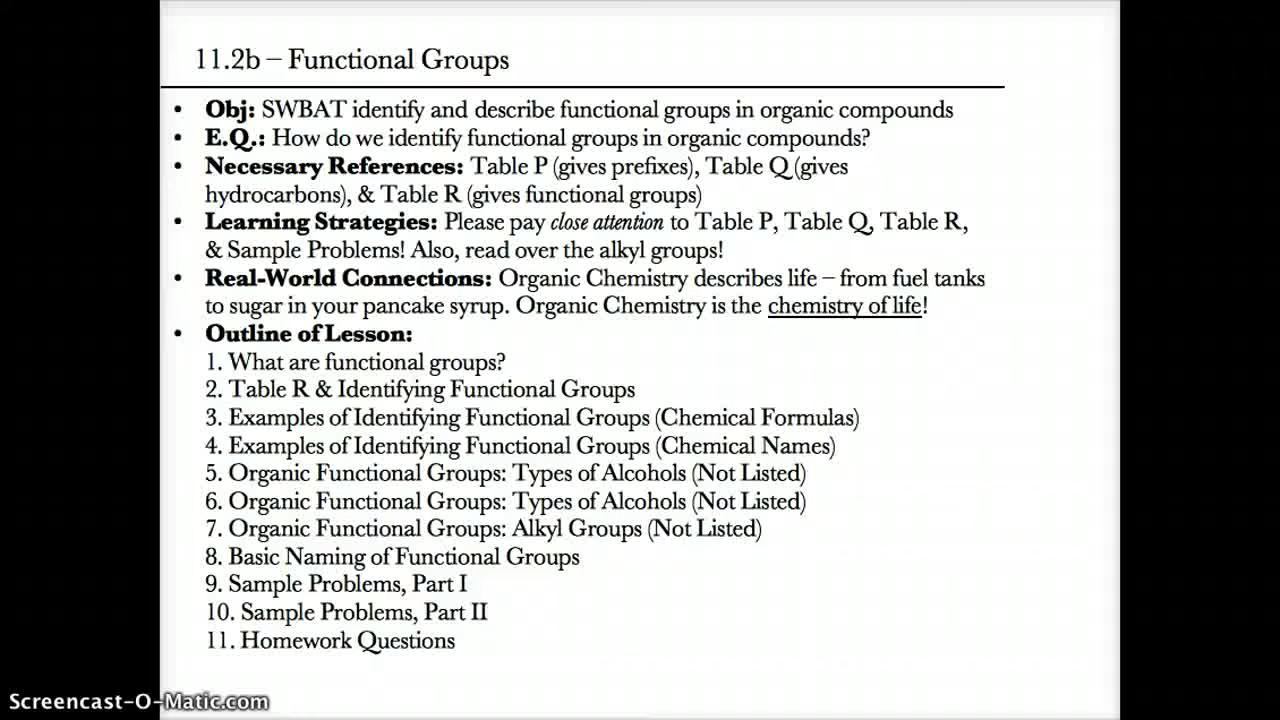 11.2b – Functional Groups
• Obj: SWBAT identify and describe functional groups in organic compounds
• E.Q.: How do we identify functional groups in organic compounds?
• Necessary References: Table P (gives prefixes), Table Q (gives
hydrocarbons), & Table R (gives functional groups)
• Learning Strategies: Please pay close attention to Table P, Table Q, Table R,
& Sample Problems! Also, read over the alkyl groups!
• Real-World Connections: Organic Chemistry describes life – from fuel tanks
to sugar in your pancake syrup. Organic Chemistry is the chemistry of life!
• Outline of Lesson:
1. What are functional groups?
2. Table R & Identifying Functional Groups
3. Examples of Identifying Functional Groups (Chemical Formulas)
4. Examples of Identifying Functional Groups (Chemical Names)
5. Organic Functional Groups: Types of Alcohols (Not Listed)
6. Organic Functional Groups: Types of Alcohols (Not Listed)
7. Organic Functional Groups: Alkyl Groups (Not Listed)
8. Basic Naming of Functional Groups
9. Sample Problems, Part I
10. Sample Problems, Part II
11. Homework Questions
Screencast-O-Matic.com